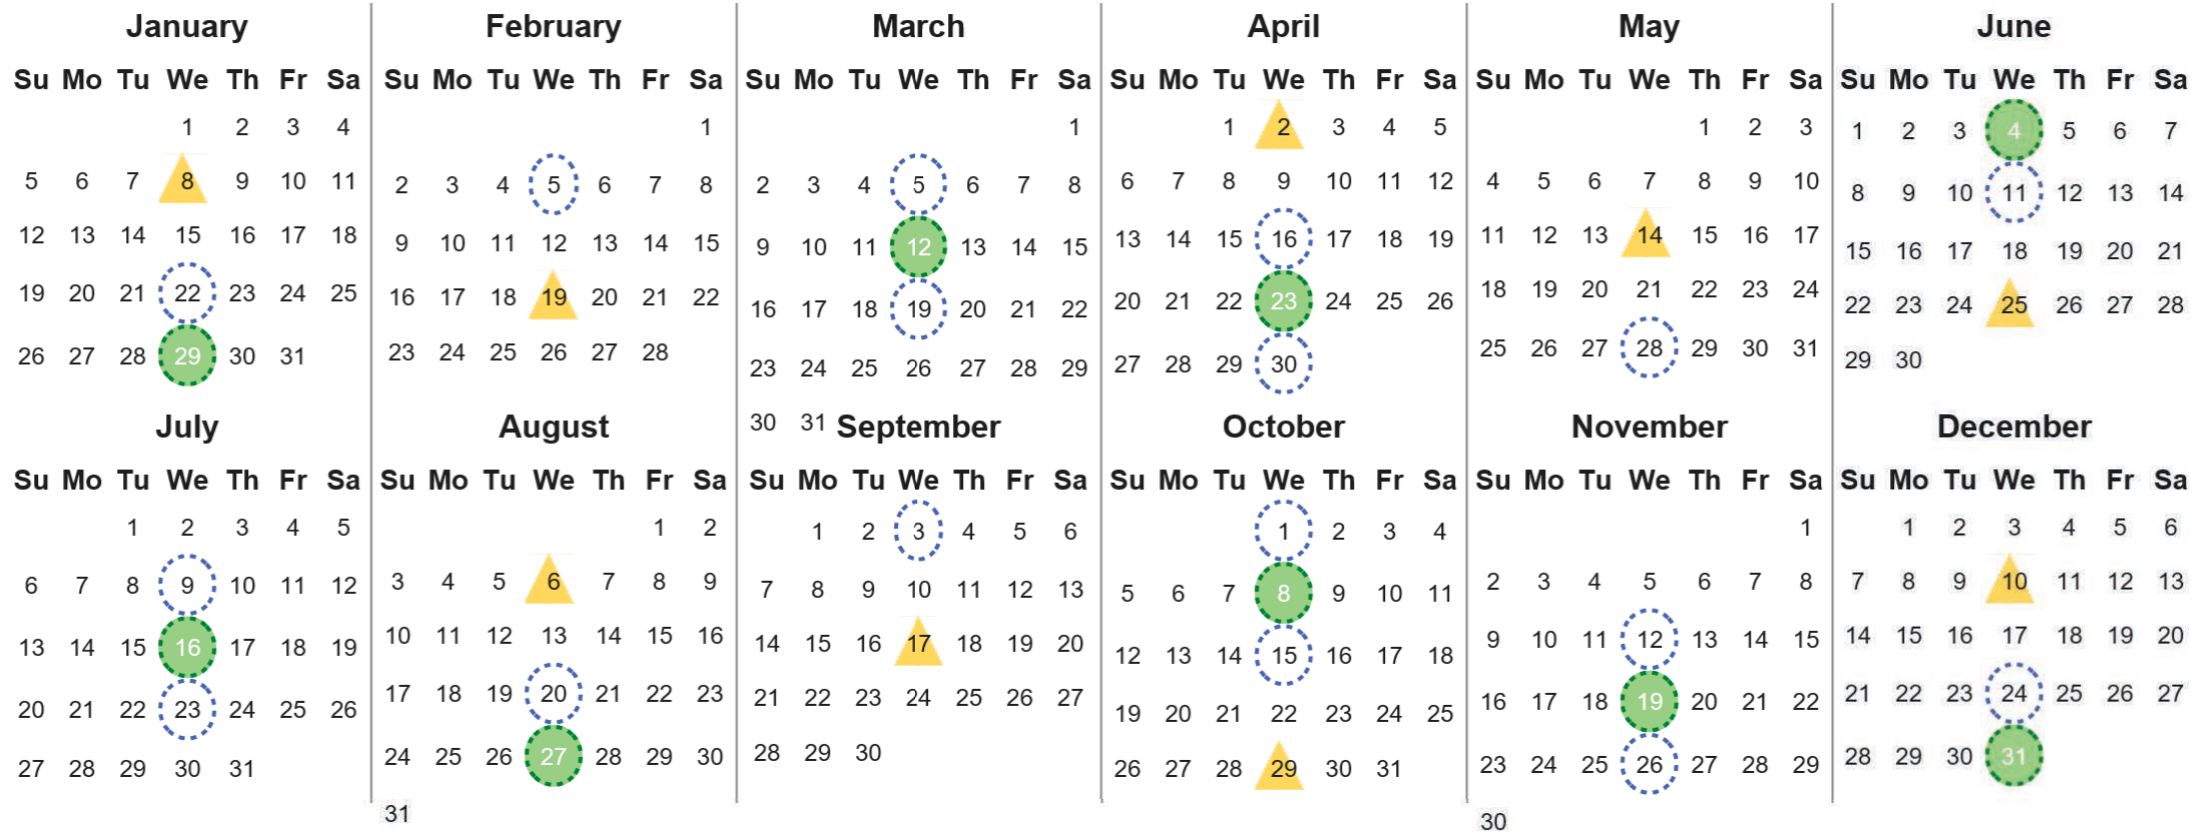 January
Su Mo Tu We Th Fr Sa
1 2 3 4
5 6 7 8 9 10 11
12 13 14 15 16 17 18
19 20 21 22 23 24 25
26 27 28 29 30 31
February
Su Mo Tu We Th Fr Sa
1
2 3 4 5 6 7 8
9 10 11 12 13 14 15
16 17 18 19 20 21 22
23 24 25 26 27 28
March
Su Mo Tu We Th Fr Sa
1
2 3 4 5 6 7 8
9 10 11 12 13 14 15
16 17 18 19 20 21 22
23 24 25 26 27 28 29
30 31
April
Su Mo Tu We Th Fr Sa
1 2 3 4 5
6 7 8 9 10 11 12
13 14 15 16 17 18 19
20 21 22 23 24 25 26
27 28 29 30
May
Su Mo Tu We Th Fr Sa
1 2 3
4 5 6 7 8 9 10
11 12 13 14 15 16 17
18 19 20 21 22 23 24
25 26 27 28 29 30 31
June
Su Mo Tu We Th Fr Sa
1 2 3 4 5 6 7
8 9 10 11 12 13 14
15 16 17 18 19 20 21
22 23 24 25 26 27 28
29 30
July
Su Mo Tu We Th Fr Sa
1 2 3 4 5
6 7 8 9 10 11 12
13 14 15 16 17 18 19
20 21 22 23 24 25 26
27 28 29 30 31
August
Su Mo Tu We Th Fr Sa
1 2
3 4 5 6 7 8 9
10 11 12 13 14 15 16
17 18 19 20 21 22 23
24 25 26 27 28 29 30
31
September
Su Mo Tu We Th Fr Sa
1 2 3 4 5 6
7 8 9 10 11 12 13
14 15 16 17 18 19 20
21 22 23 24 25 26 27
28 29 30
October
Su Mo Tu We Th Fr Sa
1 2 3 4
5 6 7 8 9 10 11
12 13 14 15 16 17 18
19 20 21 22 23 24 25
26 27 28 29 30 31
November
Su Mo Tu We Th Fr Sa
1
2 3 4 5 6 7 8
9 10 11 12 13 14 15
16 17 18 19 20 21 22
23 24 25 26 27 28 29
30
December
Su Mo Tu We Th Fr Sa
1 2 3 4 5 6
7 8 9 10 11 12 13
14 15 16 17 18 19 20
21 22 23 24 25 26 27
28 29 30 31